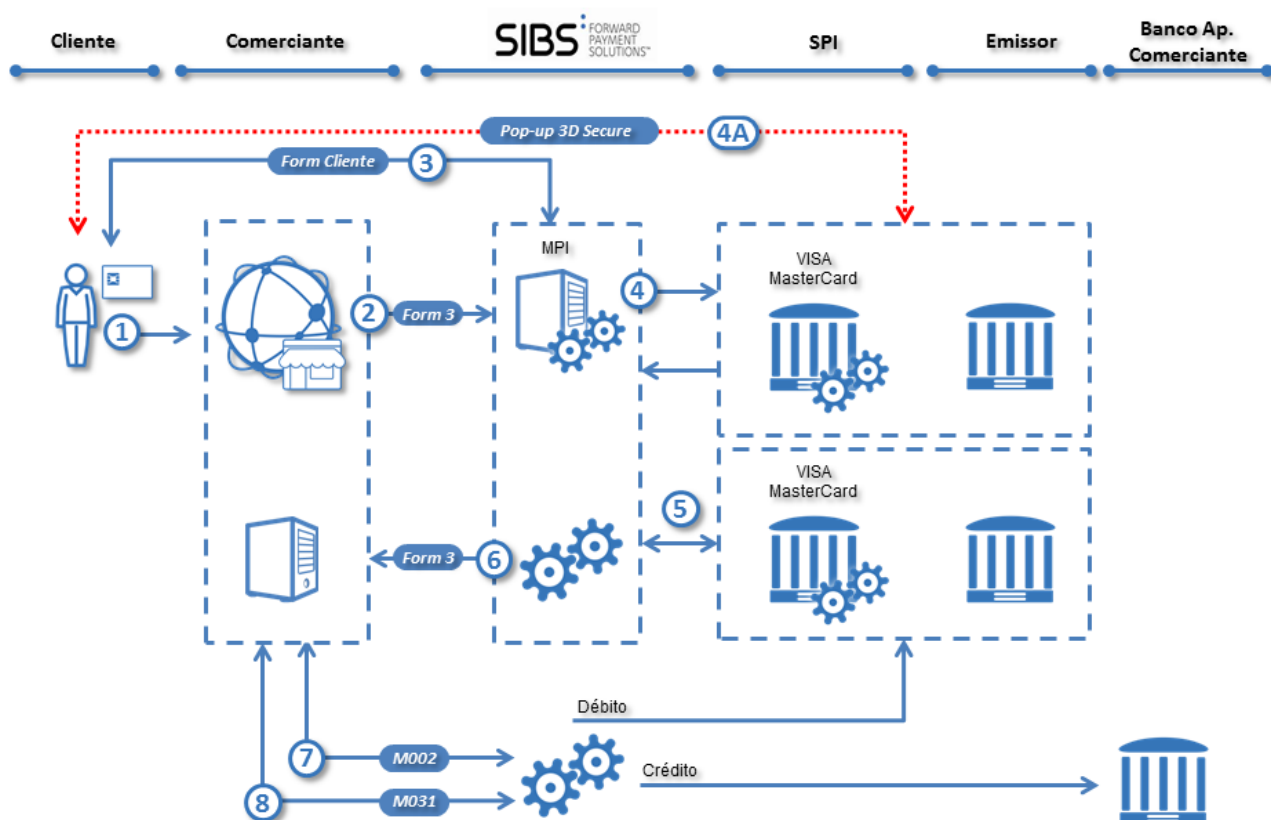 Cliente
Comerciante
SIBS FORWARD
PAYMENT
SOLUTIONS™
SPI
Emissor
Banco Ap.
Comerciante
Pop-up 3D Secure
4A
Form Cliente
3
MPI
VISA
MasterCard
1
2
Form 3
4
VISA
MasterCard
5
Form 3
6
Débito
7
M002
Crédito
8
M031